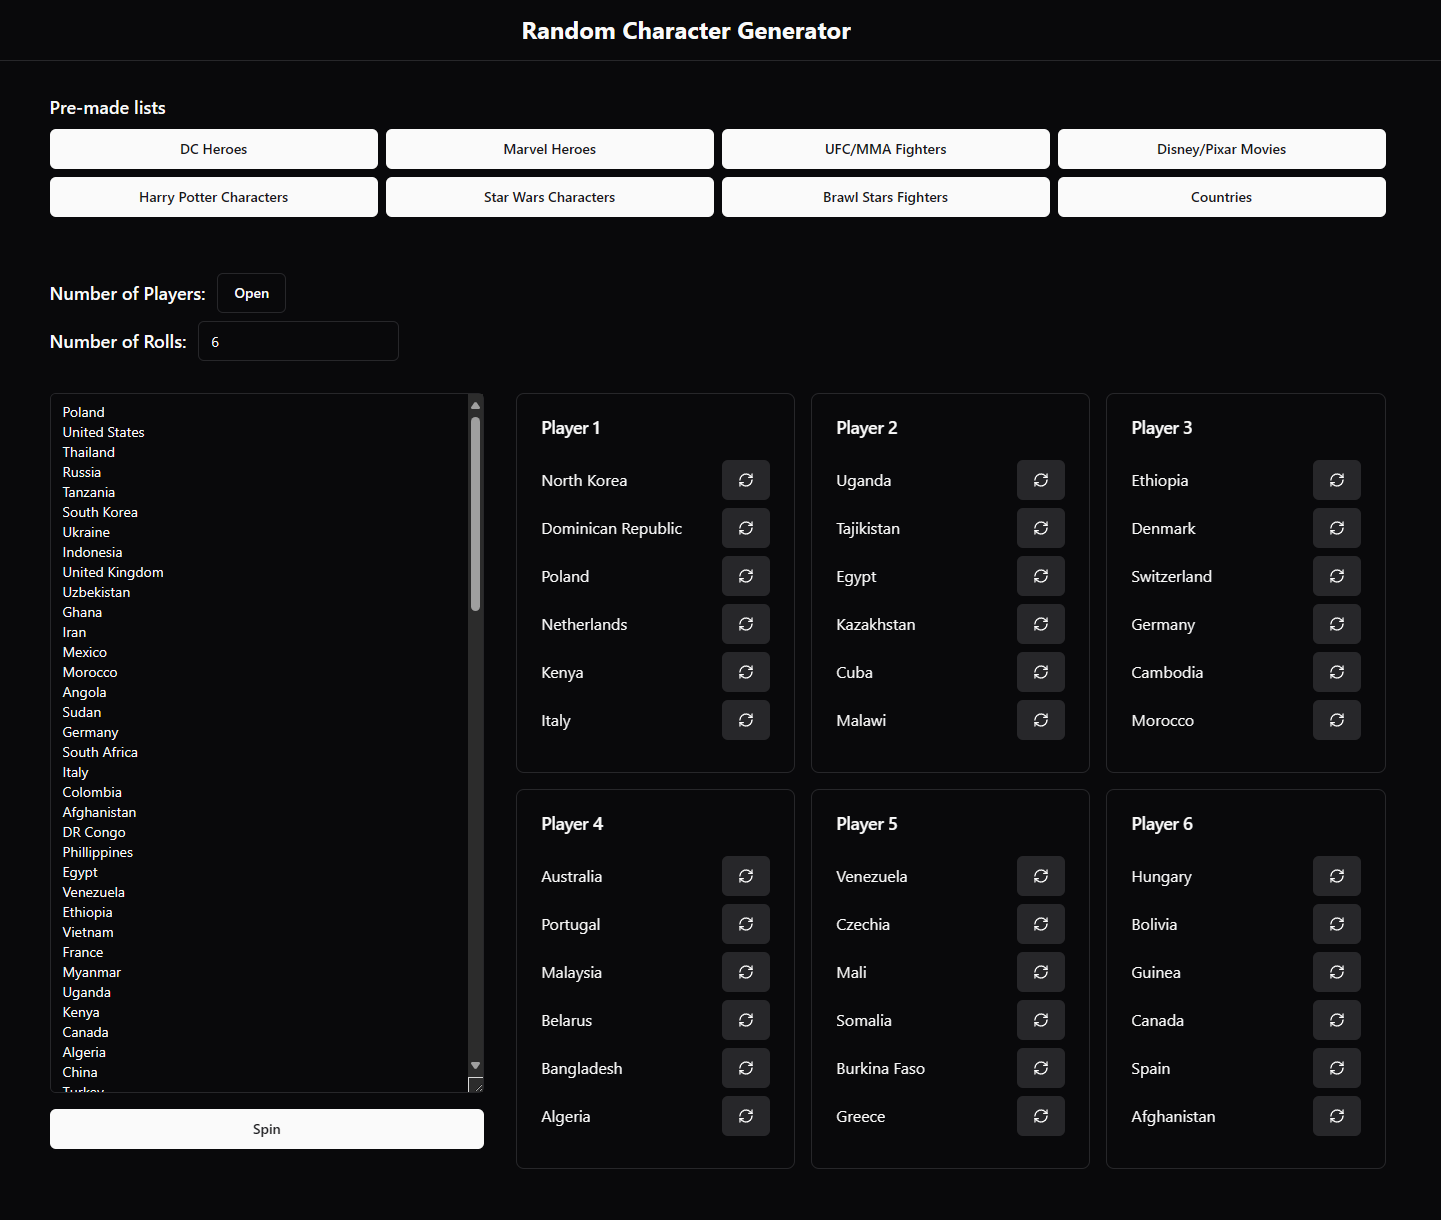 Random Character Generator
Pre-made lists
DC Heroes
Marvel Heroes
UFC/MMA Fighters
Disney/Pixar Movies
Harry Potter Characters
Star Wars Characters
Brawl Stars Fighters
Countries
Number of Players:
Open
Number of Rolls:
6
Poland
United States
Thailand
Russia
Tanzania
South Korea
Ukraine
Indonesia
United Kingdom
Uzbekistan
Ghana
Iran
Mexico
Morocco
Angola
Sudan
Germany
South Africa
Italy
Colombia
Afghanistan
DR Congo
Phillippines
Egypt
Venezuela
Ethiopia
Vietnam
France
Myanmar
Uganda
Kenya
Canada
Algeria
China
Turkey
Spin
Player 1
North Korea
Dominican Republic
Poland
Netherlands
Kenya
Italy
Player 2
Uganda
Tajikistan
Egypt
Kazakhstan
Cuba
Malawi
Player 3
Ethiopia
Denmark
Switzerland
Germany
Cambodia
Morocco
Player 4
Australia
Portugal
Malaysia
Belarus
Bangladesh
Algeria
Player 5
Venezuela
Czechia
Mali
Somalia
Burkina Faso
Greece
Player 6
Hungary
Bolivia
Guinea
Canada
Spain
Afghanistan